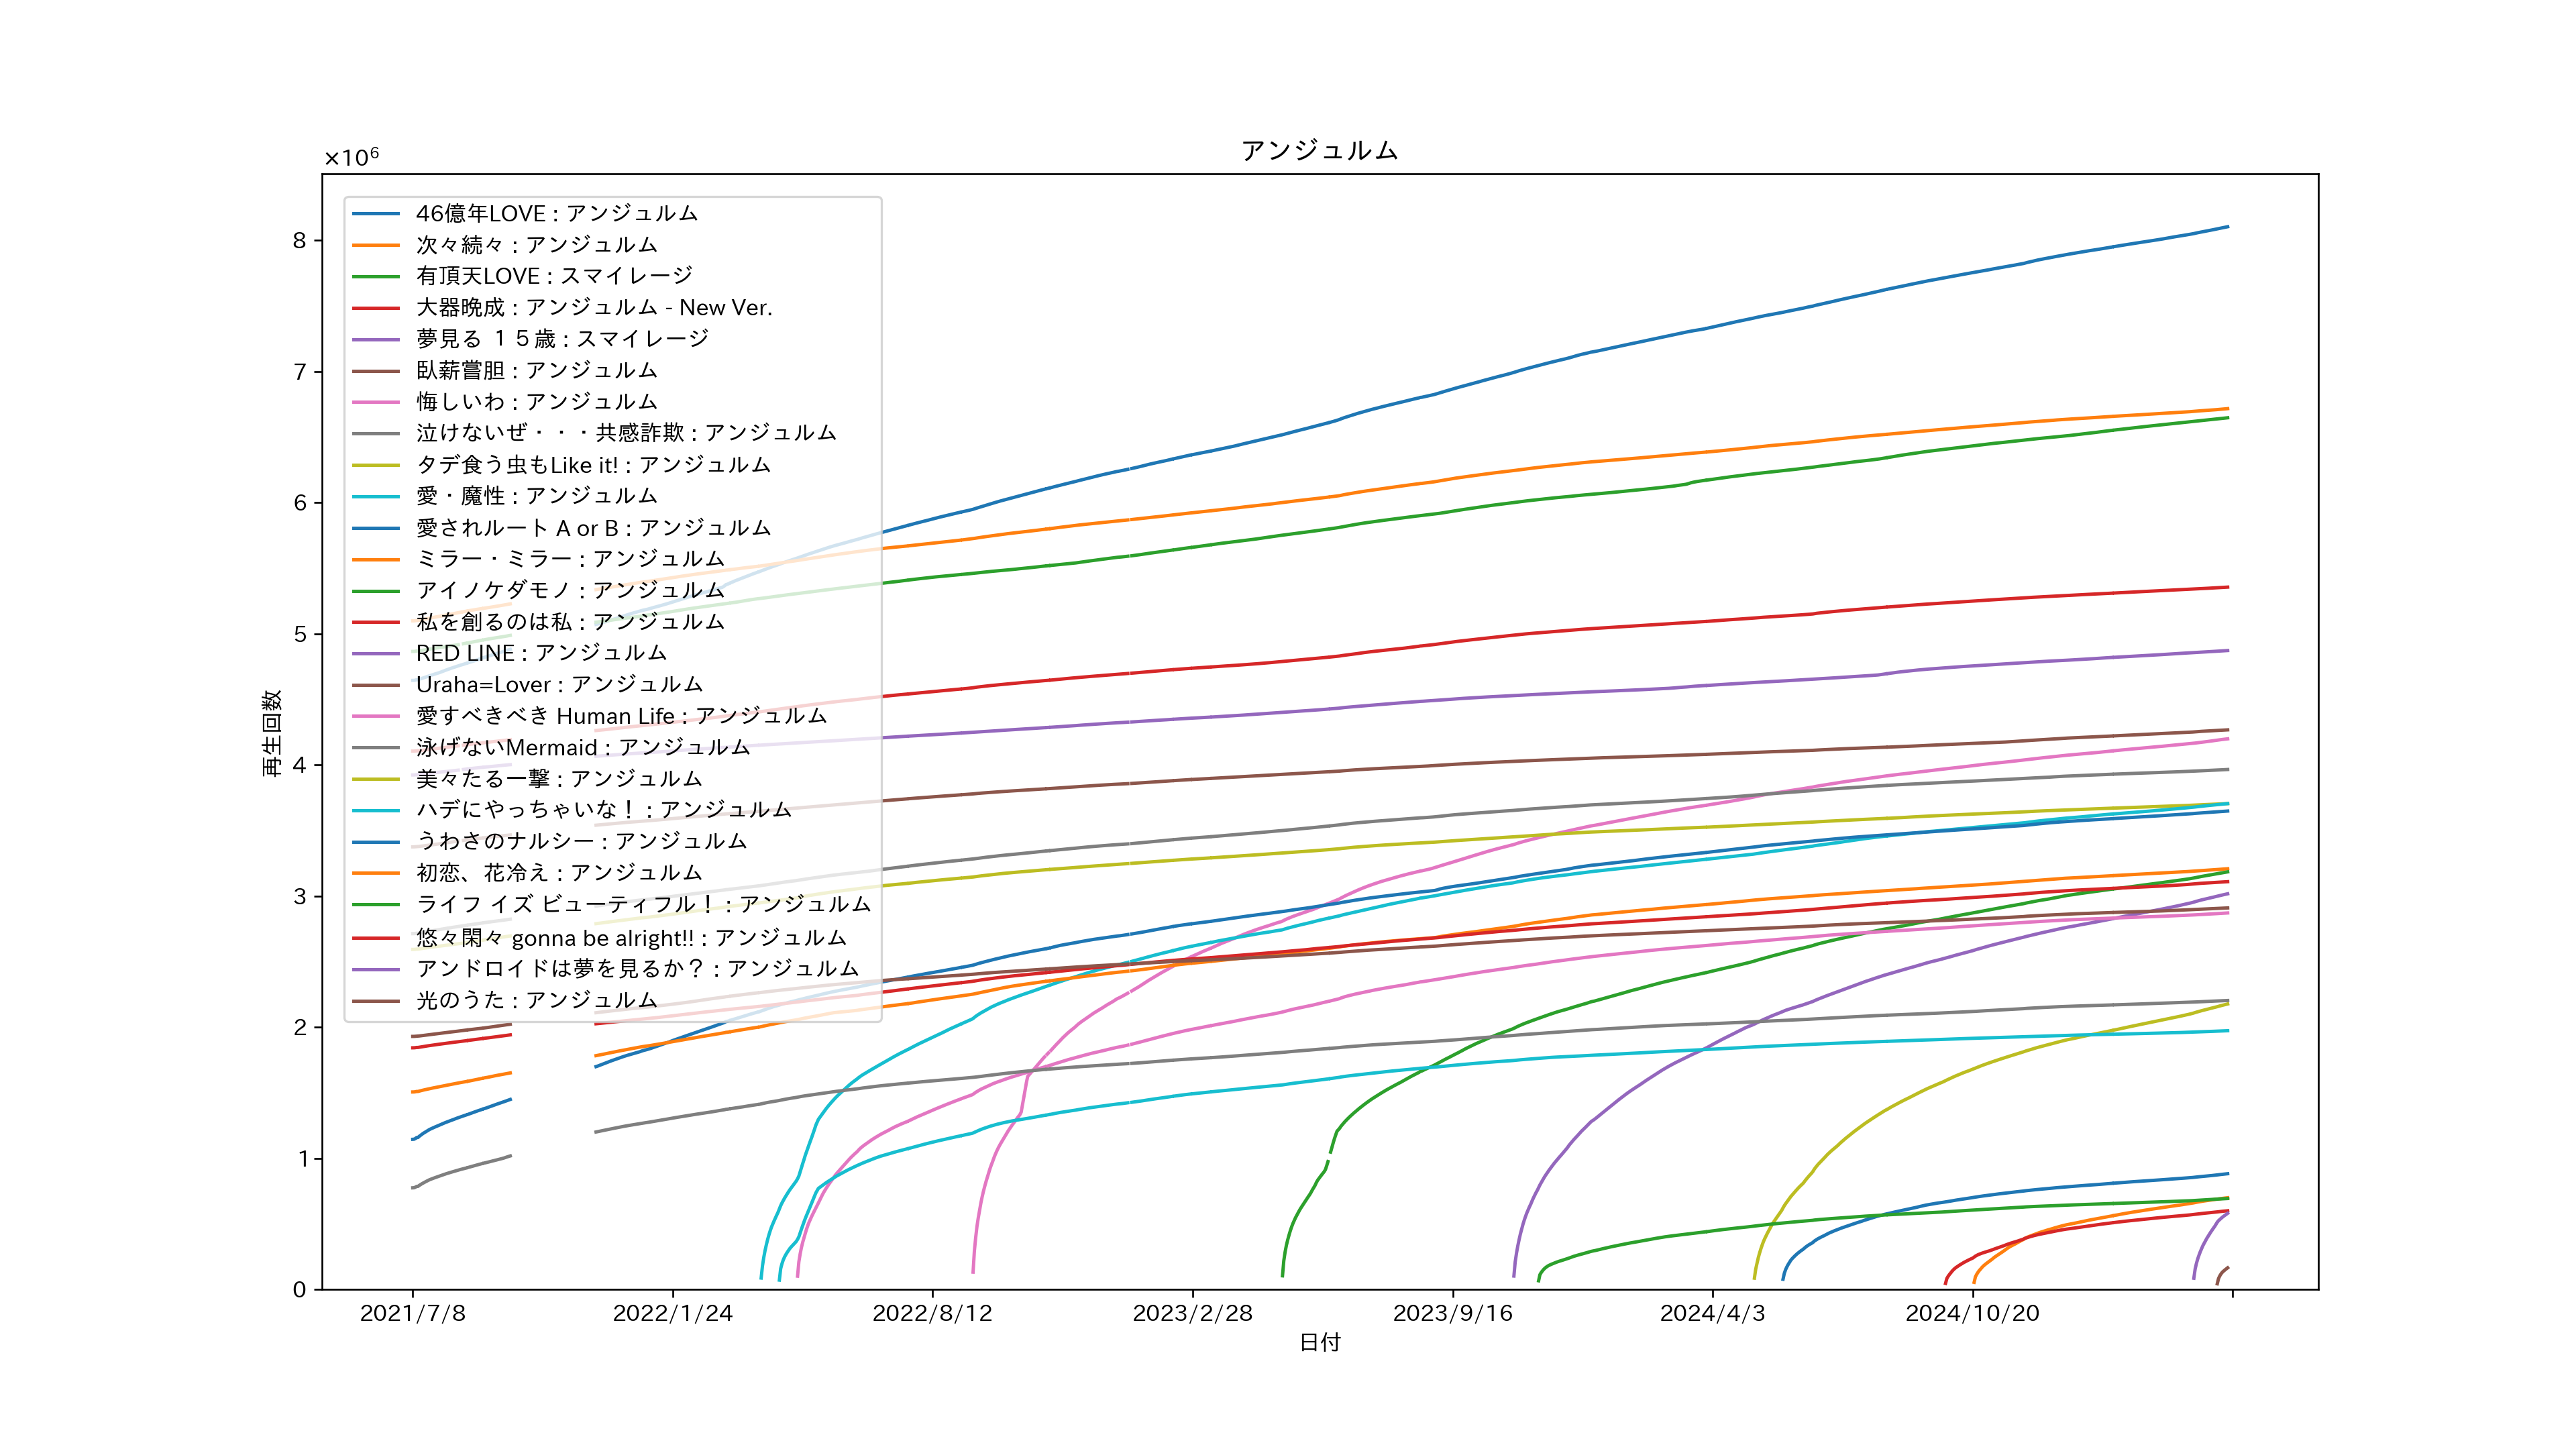 アンジュルム
×10⁶
46億年LOVE : アンジュルム
次々続々 : アンジュルム
有頂天LOVE : スマイレージ
大器晩成 : アンジュルム - New Ver.
夢見る １５歳 : スマイレージ
臥薪嘗胆 : アンジュルム
悔しいわ : アンジュルム
泣けないぜ・・・共感詐欺 : アンジュルム
タデ食う虫もLike it! : アンジュルム
愛・魔性 : アンジュルム
愛されルート A or B : アンジュルム
ミラー・ミラー : アンジュルム
アイノケダモノ : アンジュルム
私を創るのは私 : アンジュルム
RED LINE : アンジュルム
Uraha=Lover : アンジュルム
愛すべきべき Human Life : アンジュルム
泳げないMermaid : アンジュルム
美々たる一撃 : アンジュルム
ハデにやっちゃいな！ : アンジュルム
うわさのナルシー : アンジュルム
初恋、花冷え : アンジュルム
ライフ イズ ビューティフル！ : アンジュルム
悠々閑々 gonna be alright!! : アンジュルム
アンドロイドは夢を見るか？ : アンジュルム
光のうた : アンジュルム
8
7
6
5
4
3
2
1
0
再生回数
2021/7/8
2022/1/24
2022/8/12
2023/2/28
2023/9/16
2024/4/3
2024/10/20
日付